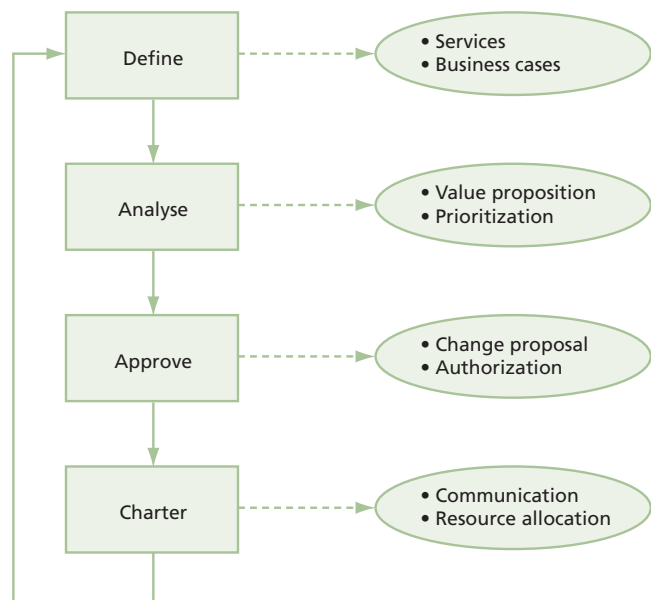 Define
• Services
• Business cases
Analyse
• Value proposition
• Prioritization
Approve
• Change proposal
• Authorization
Charter
• Communication
• Resource allocation